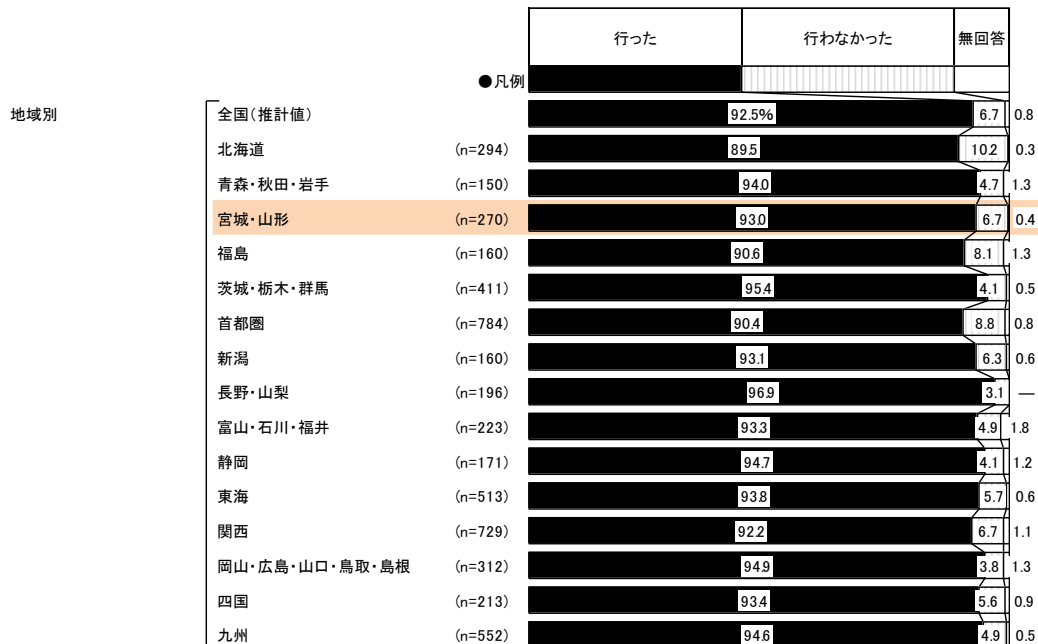 行った 行わなかった 無回答
●凡例
地域別 全国(推計値) 92.5% 6.7 0.8
北海道 (n=294) 89.5 10.2 0.3
青森・秋田・岩手 (n=150) 94.0 4.7 1.3
宮城・山形 (n=270) 93.0 6.7 0.4
福島 (n=160) 90.6 8.1 1.3
茨城・栃木・群馬 (n=411) 95.4 4.1 0.5
首都圏 (n=784) 90.4 8.8 0.8
新潟 (n=160) 93.1 6.3 0.6
長野・山梨 (n=196) 96.9 3.1 —
富山・石川・福井 (n=223) 93.3 4.9 1.8
静岡 (n=171) 94.7 4.1 1.2
東海 (n=513) 93.8 5.7 0.6
関西 (n=729) 92.2 6.7 1.1
岡山・広島・山口・鳥取・島根 (n=312) 94.9 3.8 1.3
四国 (n=213) 93.4 5.6 0.9
九州 (n=552) 94.6 4.9 0.5